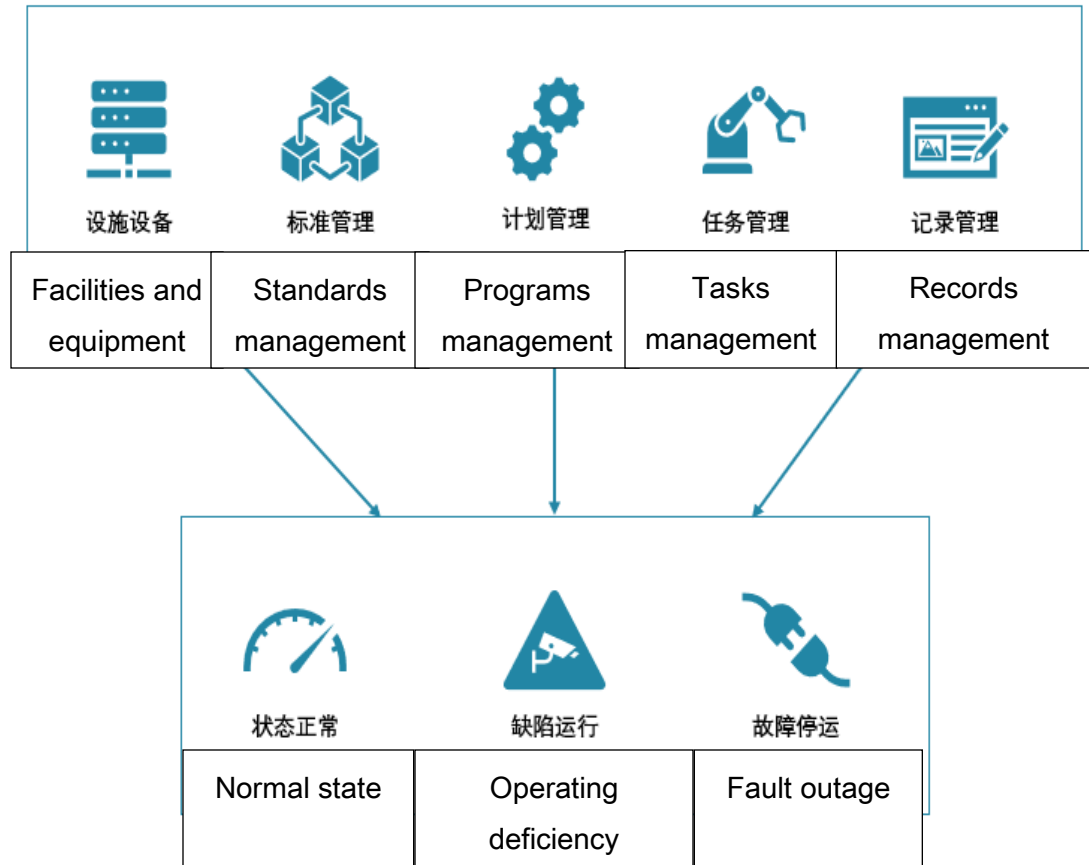 设施设备
标准管理
计划管理
任务管理
记录管理
Facilities and
equipment
Standards
management
Programs
management
Tasks
management
Records
management
状态正常
缺陷运行
故障停运
Normal state
Operating
deficiency
Fault outage